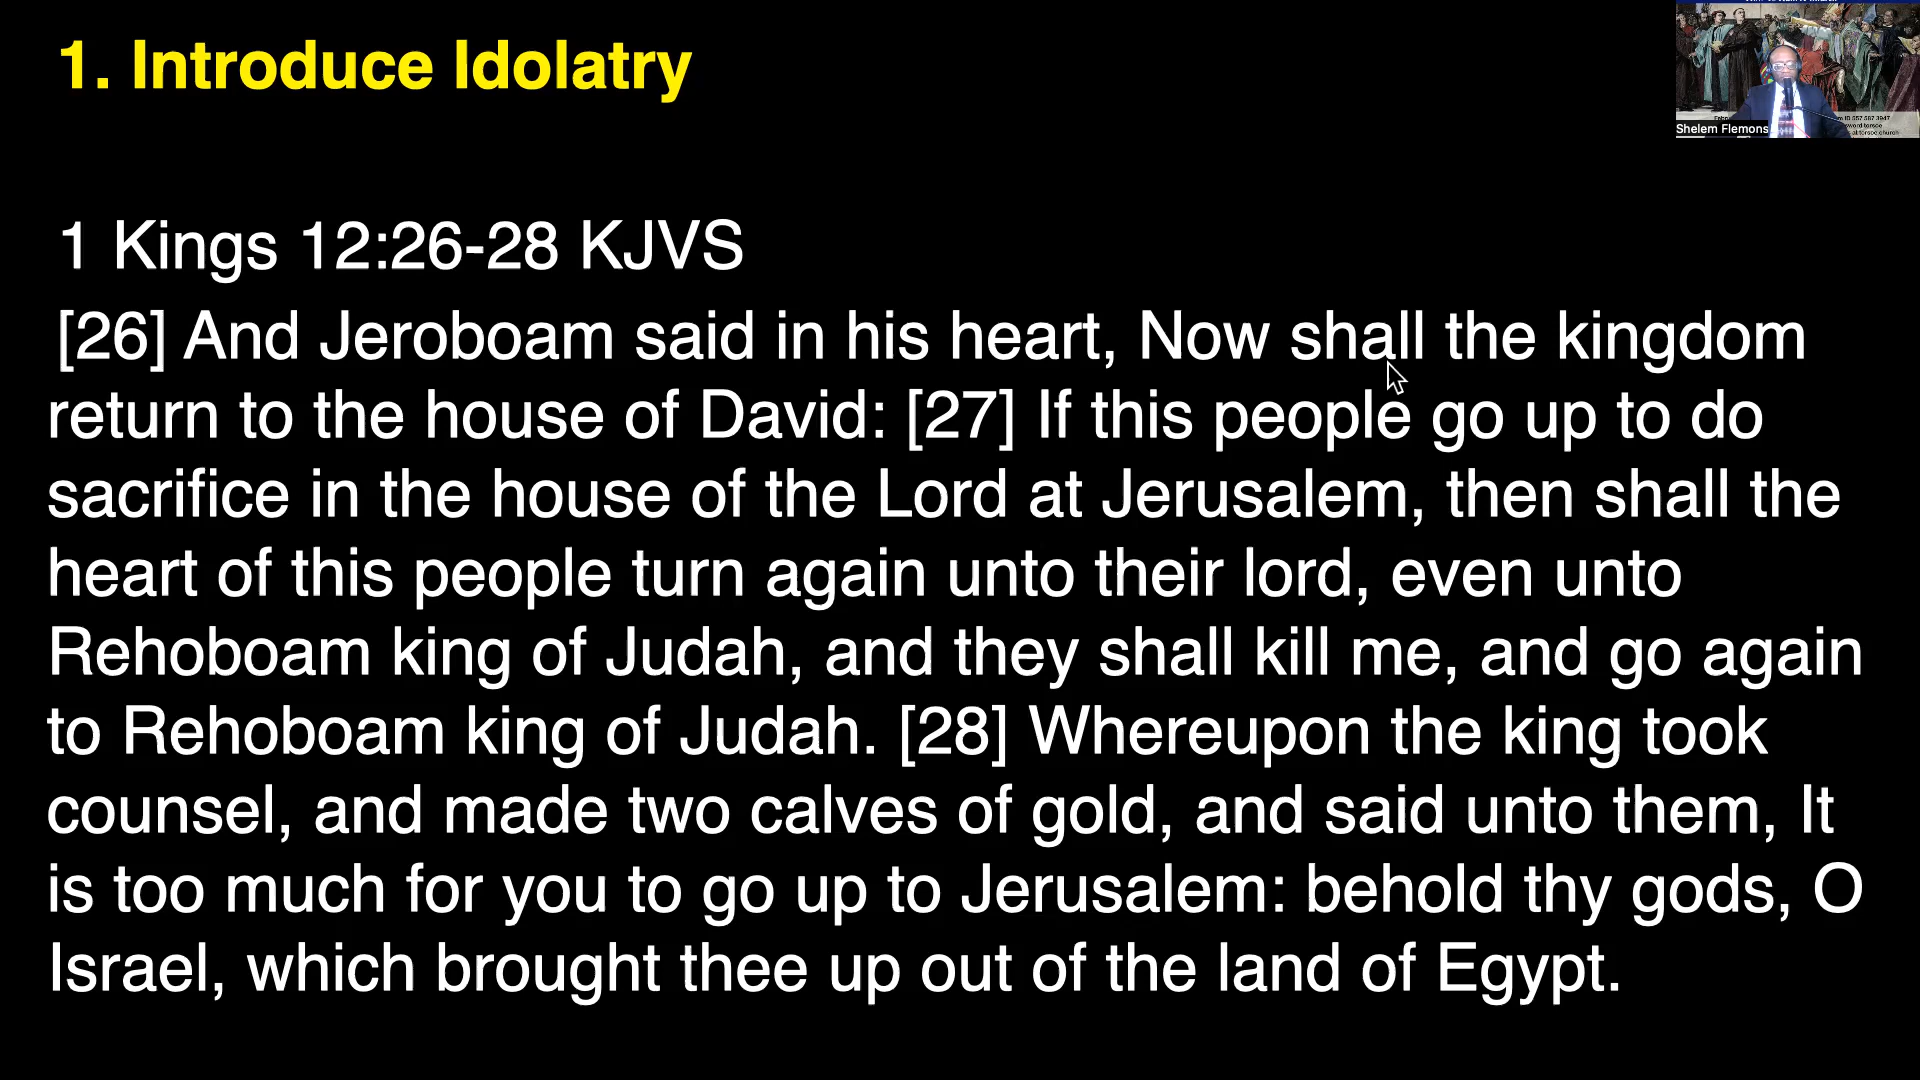 1. Introduce Idolatry
Shelem Flemons
1 Kings 12:26-28 KJVS
[26] And Jeroboam said in his heart, Now shall the kingdom
return to the house of David: [27] If this people go up to do
sacrifice in the house of the Lord at Jerusalem, then shall the
heart of this people turn again unto their lord, even unto
Rehoboam king of Judah, and they shall kill me, and go again
to Rehoboam king of Judah. [28] Whereupon the king took
counsel, and made two calves of gold, and said unto them, It
is too much for you to go up to Jerusalem: behold thy gods, O
Israel, which brought thee up out of the land of Egypt.